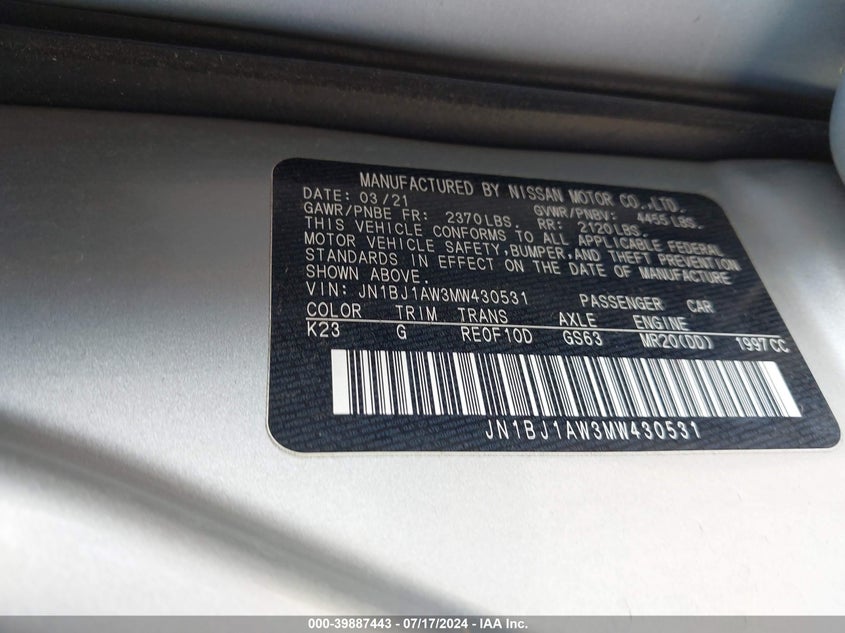 MANUFACTURED BY NISSAN MOTOR CO.,LTD.
DATE: 03/21 GVWR/PNBV: 4455 LBS.
GAWR/PNBE FR: 2370LBS. RR: 2120LBS.
THIS VEHICLE CONFORMS TO ALL APPLICABLE FEDERAL
MOTOR VEHICLE SAFETY,BUMPER,AND THEFT PREVENTION
STANDARDS IN EFFECT ON THE DATE OF MANUFACTURE
SHOWN ABOVE.
VIN: JN1BJ1AW3MW430531 PASSENGER CAR
COLOR TRIM TRANS AXLE ENGINE
K23 G RE0F10D GS63 MR20(DD) 1997CC
JN1BJ1AW3MW430531
000-39887443 - 07/17/2024 - IAA Inc.